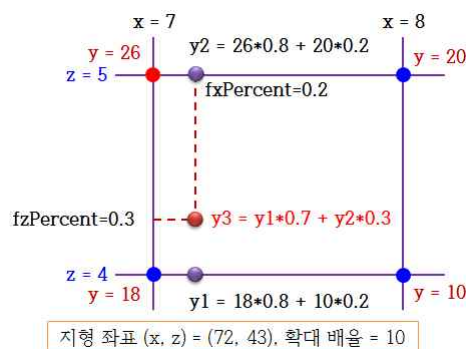 x = 7
x = 8
y = 26
y2 = 26*0.8 + 20*0.2
y = 20
z = 5
fxPercent=0.2
fzPercent=0.3
y3 = y1*0.7 + y2*0.3
z = 4
y = 18
y1 = 18*0.8 + 10*0.2
y = 10
지형 좌표 (x, z) = (72, 43), 확대 배율 = 10